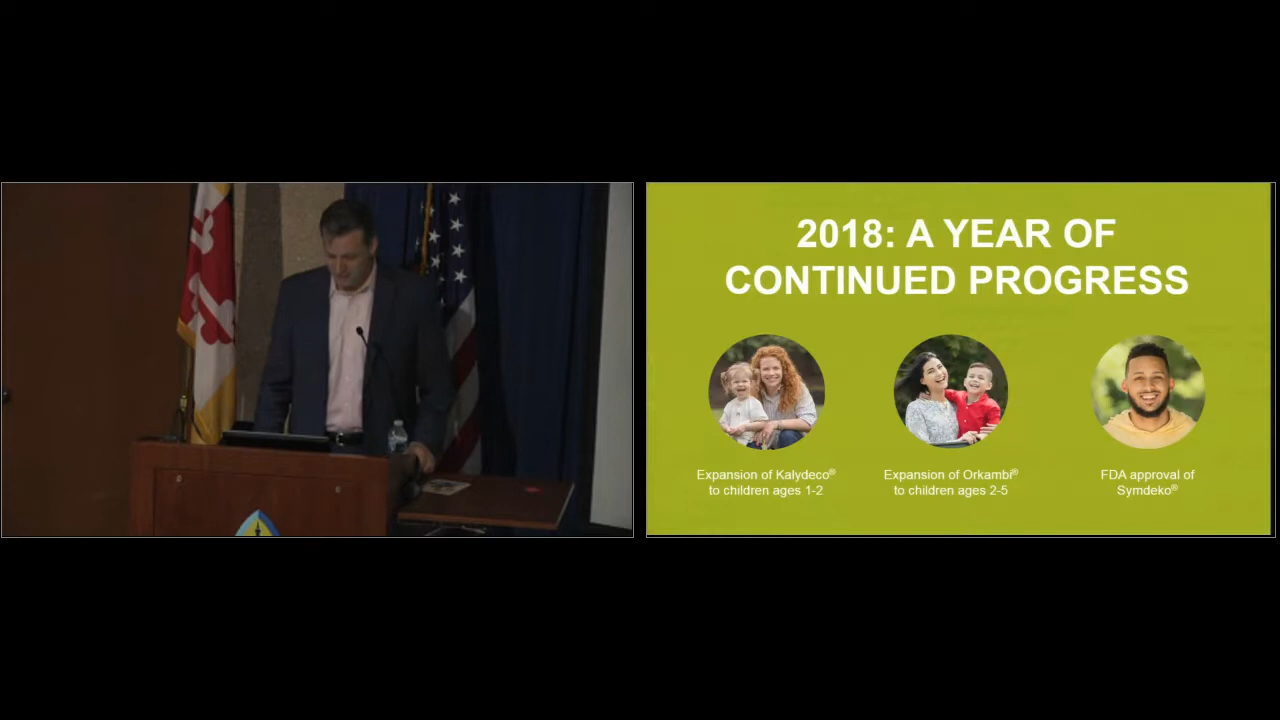 2018: A YEAR OF
CONTINUED PROGRESS
Expansion of Kalydeco®
to children ages 1-2
Expansion of Orkambi®
to children ages 2-5
FDA approval of
Symdeko®